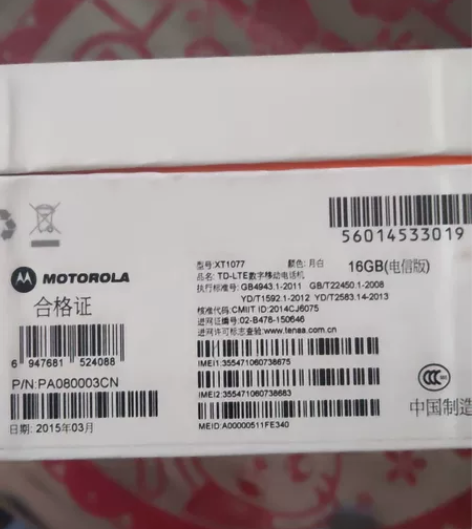 56014533019
型号:XT1077 颜色: 月白 16GB(电信版)
品名: TD-LTE数字移动电话机
执行标准号: GB4943.1-2011 GB/T22450.1-2008
YD/T1592.1-2012 YD/T2583.14-2013
核准代码:CMIIT ID:2014CJ6075
进网证编号:02-B478-150646
进网许可标志查验:www.tenaa.com.cn
MOTOROLA
合格证
6 947681 524088
IMEI1:355471060738675
P/N:PA080003CN
IMEI2:355471060738683
CCC
中国制造
日期: 2015年03月
MEID:A00000511FE340